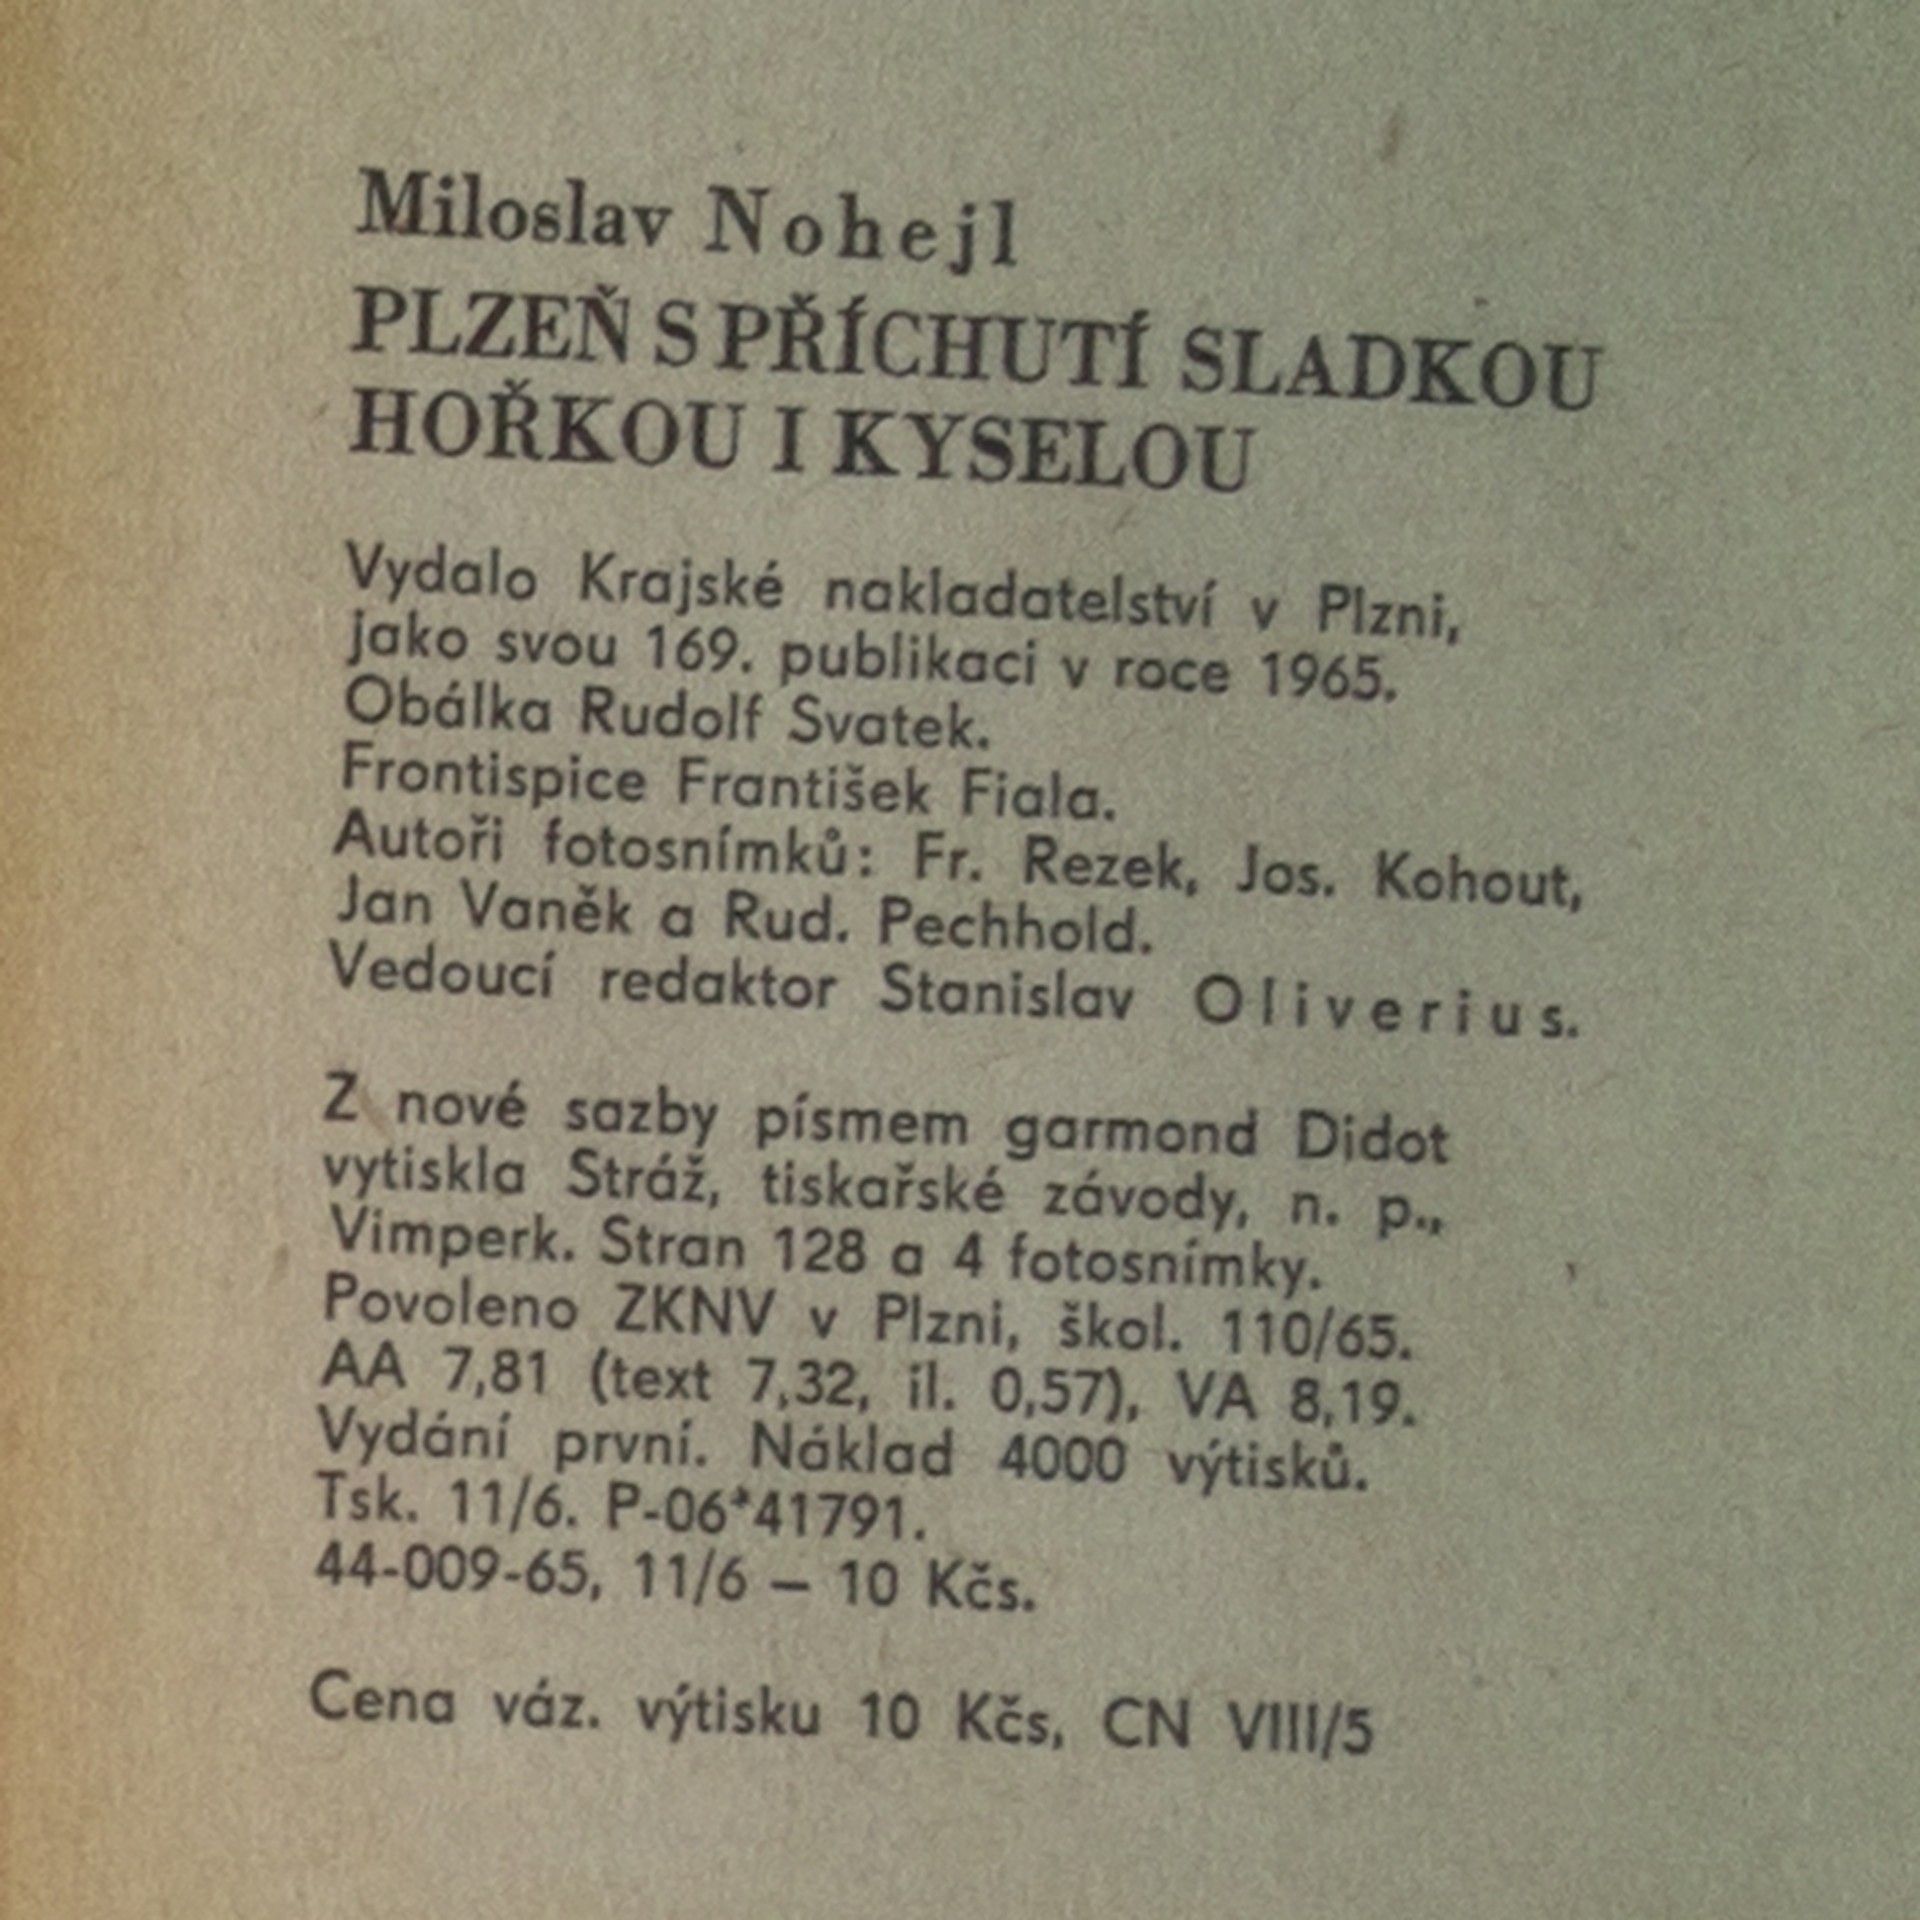 Miloslav Nohejl
PLZEŇ S PŘÍCHUTÍ SLADKOU
HOŘKOU I KYSELOU
Vydalo Krajské nakladatelství v Plzni,
jako svou 169. publikaci v roce 1965.
Obálka Rudolf Svatek.
Frontispice František Fiala.
Autoři fotosnímků: Fr. Rezek, Jos. Kohout,
Jan Vaněk a Rud. Pechhold.
Vedoucí redaktor Stanislav Oliverius.
Z nové sazby písmem garmond Didot
vytiskla Stráž, tiskařské závody, n. p.,
Vimperk. Stran 128 a 4 fotosnímky.
Povoleno ZKNV v Plzni, škol. 110/65.
AA 7,81 (text 7,32, il. 0,57), VA 8,19.
Vydání první. Náklad 4000 výtisků.
Tsk. 11/6. P-06*41791.
44-009-65, 11/6 – 10 Kčs.
Cena váz. výtisku 10 Kčs, CN VIII/5